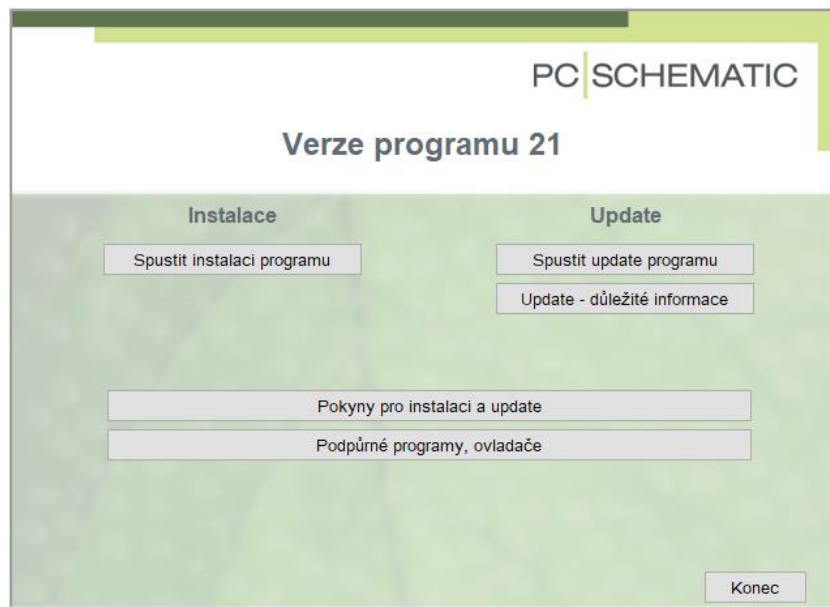 PC SCHEMATIC
Verze programu 21
Instalace
Update
Spustit instalaci programu
Spustit update programu
Update - důležité informace
Pokyny pro instalaci a update
Podpůrné programy, ovladače
Konec